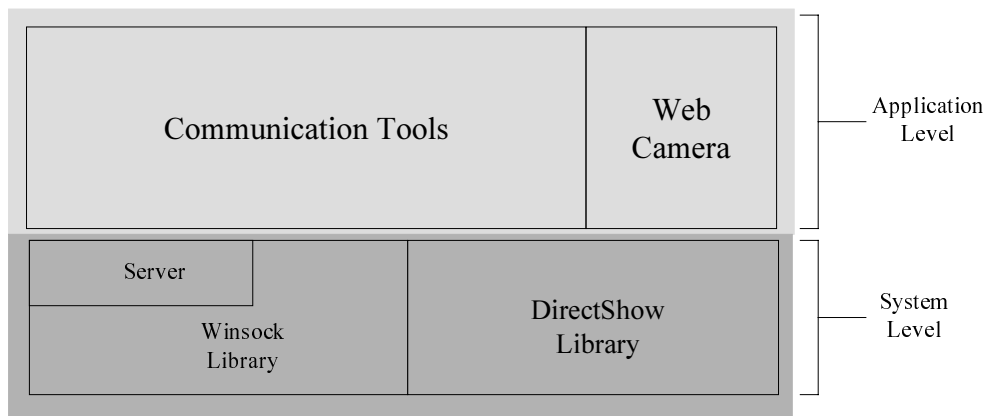 Communication Tools
Web
Camera
Application
Level
Server
Winsock
Library
DirectShow
Library
System
Level